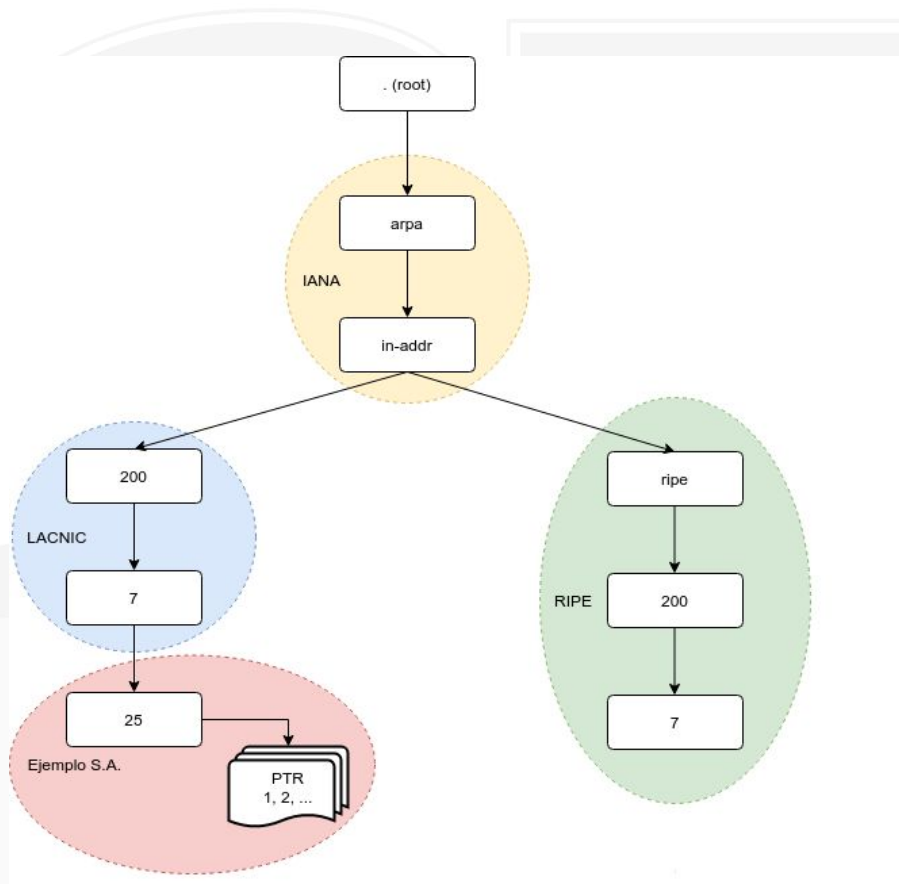 . (root)
arpa
IANA
in-addr
200
LACNIC
7
25
Ejemplo S.A.
PTR
1, 2, ...
ripe
RIPE
200
7